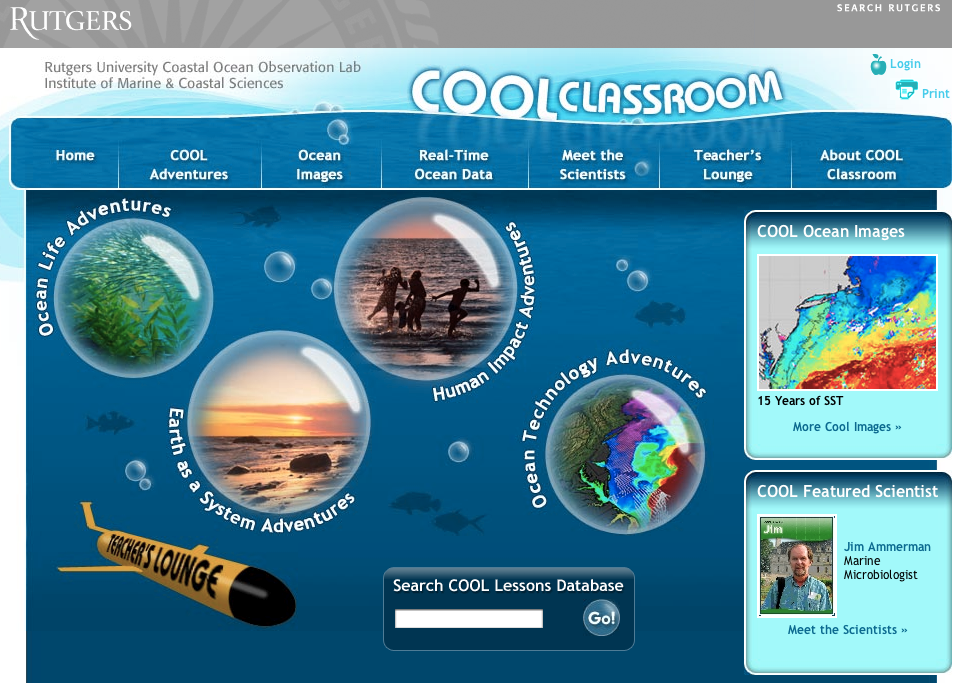 RUTGERS
SEARCH RUTGERS
Rutgers University Coastal Ocean Observation Lab
Institute of Marine & Coastal Sciences
COOL CLASSROOM
Login
Print
Home
COOL
Adventures
Ocean
Images
Real-Time
Ocean Data
Meet the
Scientists
Teacher's
Lounge
About COOL
Classroom
Ocean Life Adventures
Human Impact Adventures
Earth as a System Adventures
Ocean Technology Adventures
TEACHER'S LOUNGE
Search COOL Lessons Database
Go!
COOL Ocean Images
15 Years of SST
More Cool Images »
COOL Featured Scientist
Jim
Jim Ammerman
Marine
Microbiologist
Meet the Scientists »